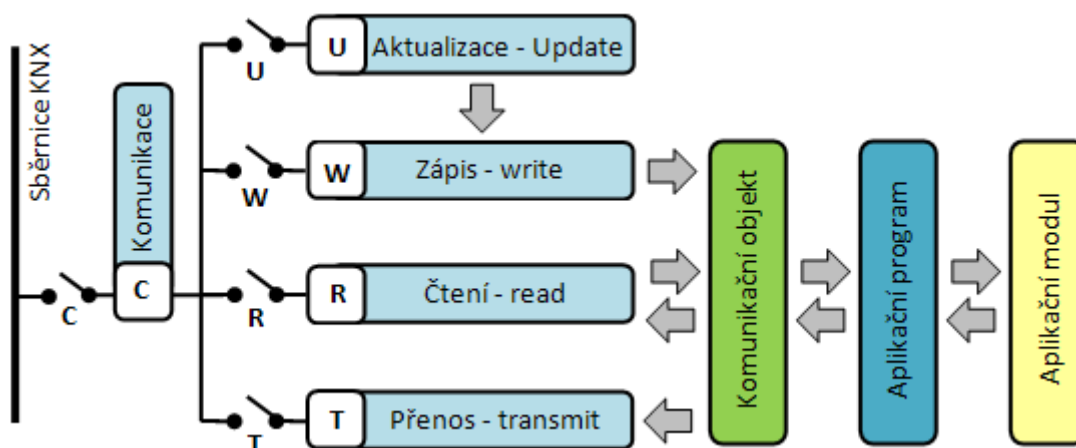 Sběrnice KNX
C
Komunikace
C
U
U
Aktualizace - Update
W
W
Zápis - write
R
R
Čtení - read
T
T
Přenos - transmit
Komunikační objekt
Aplikační program
Aplikační modul